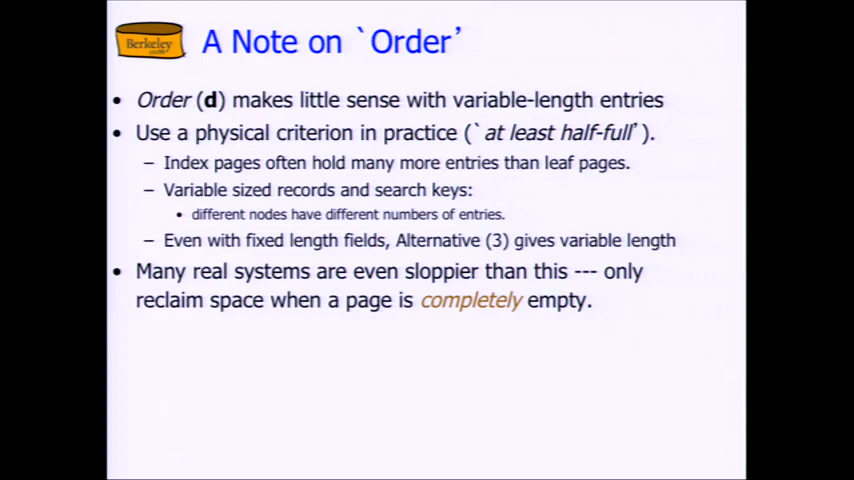 Berkeley
A Note on `Order’
• Order (d) makes little sense with variable-length entries
• Use a physical criterion in practice (`at least half-full’).
– Index pages often hold many more entries than leaf pages.
– Variable sized records and search keys:
• different nodes have different numbers of entries.
– Even with fixed length fields, Alternative (3) gives variable length
• Many real systems are even sloppier than this --- only
reclaim space when a page is completely empty.